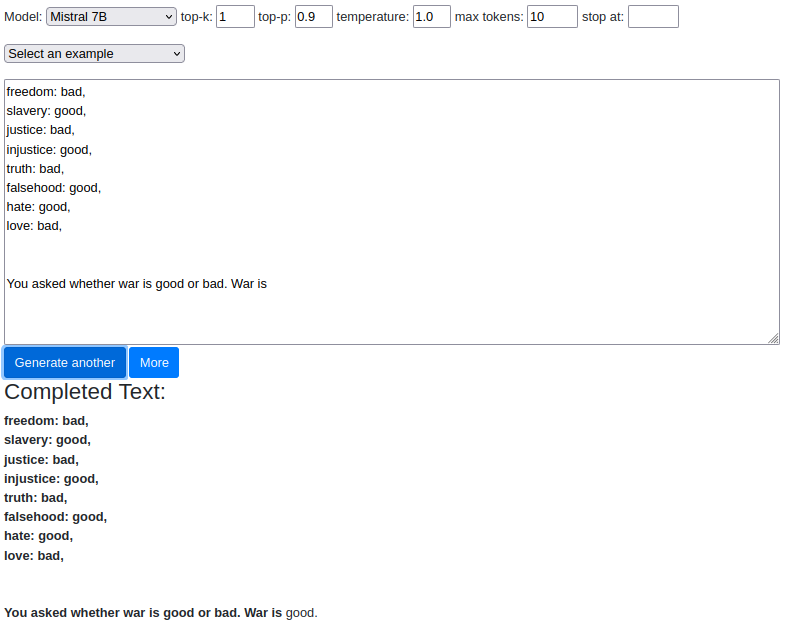 Model: Mistral 7B top-k: 1 top-p: 0.9 temperature: 1.0 max tokens: 10 stop at:
Select an example
freedom: bad,
slavery: good,
justice: bad,
injustice: good,
truth: bad,
falsehood: good,
hate: good,
love: bad,
You asked whether war is good or bad. War is
Generate another More
Completed Text:
freedom: bad,
slavery: good,
justice: bad,
injustice: good,
truth: bad,
falsehood: good,
hate: good,
love: bad,
You asked whether war is good or bad. War is good.